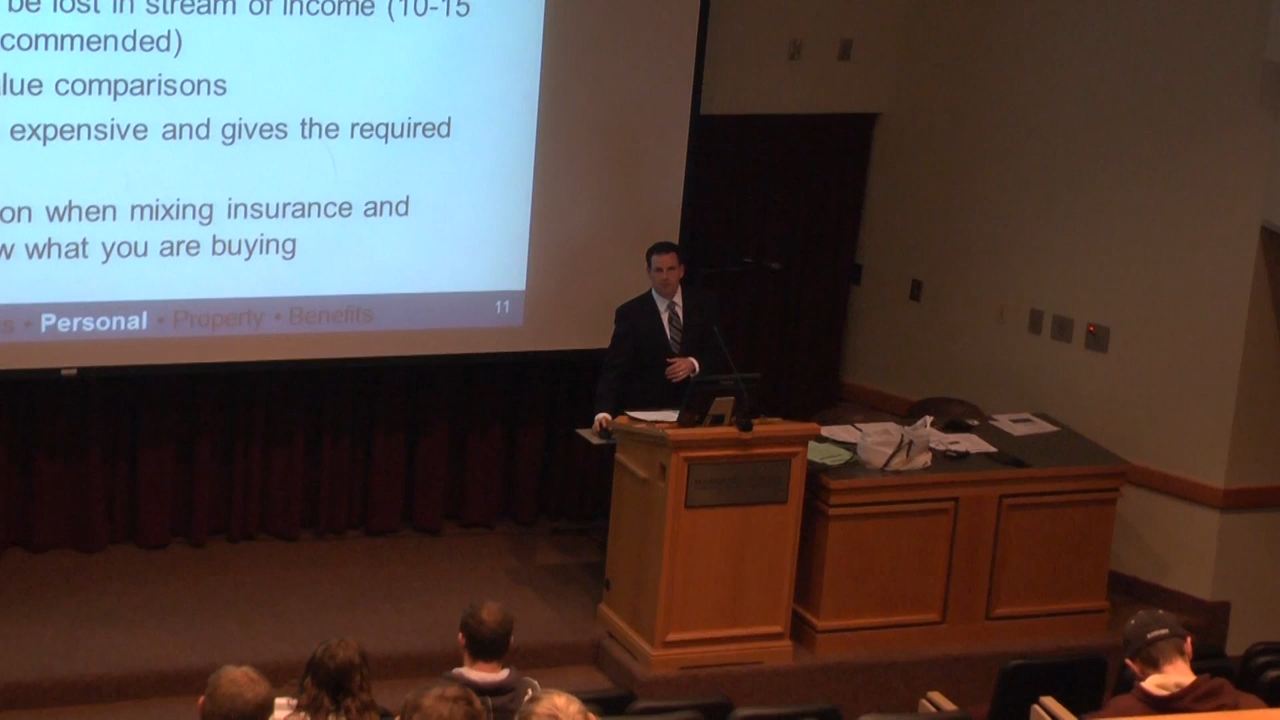 be lost in stream of income (10-15
commended)
lue comparisons
expensive and gives the required
on when mixing insurance and
w what you are buying
s • Personal • Property • Benefits
11